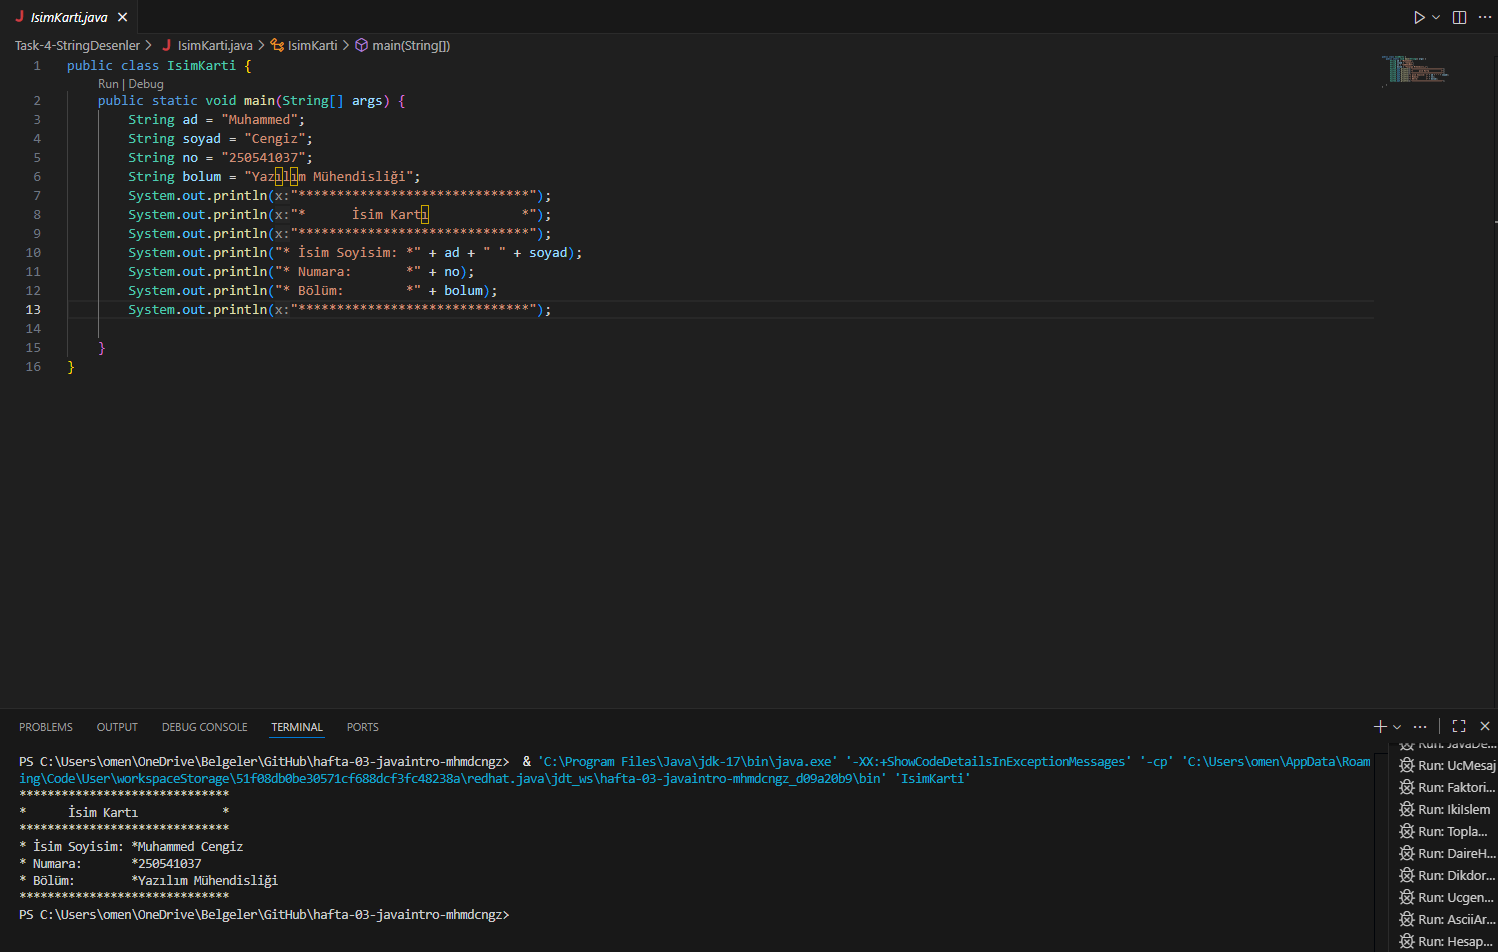 IsimKarti.java
Task-4-StringDesenler > IsimKarti.java > IsimKarti > main(String[])
1 public class IsimKarti {
Run | Debug
2 public static void main(String[] args) {
3 String ad = "Muhammed";
4 String soyad = "Cengiz";
5 String no = "250541037";
6 String bolum = "Yazılım Mühendisliği";
7 System.out.println(x:"******************************");
8 System.out.println(x:"*      İsim Kartı            *");
9 System.out.println(x:"******************************");
10 System.out.println("* İsim Soyisim: *" + ad + " " + soyad);
11 System.out.println("* Numara:       *" + no);
12 System.out.println("* Bölüm:        *" + bolum);
13 System.out.println(x:"******************************");
14
15 }
16 }
PROBLEMS OUTPUT DEBUG CONSOLE TERMINAL PORTS
PS C:\Users\omen\OneDrive\Belgeler\GitHub\hafta-03-javaintro-mhmdcngz>  & 'C:\Program Files\Java\jdk-17\bin\java.exe' '-XX:+ShowCodeDetailsInExceptionMessages' '-cp' 'C:\Users\omen\AppData\Roam
ing\Code\User\workspaceStorage\51f08db0be30571cf688dcf3fc48238a\redhat.java\jdt_ws\hafta-03-javaintro-mhmdcngz_d09a20b9\bin' 'IsimKarti'
******************************
*      İsim Kartı            *
******************************
* İsim Soyisim: *Muhammed Cengiz
* Numara:       *250541037
* Bölüm:        *Yazılım Mühendisliği
******************************
PS C:\Users\omen\OneDrive\Belgeler\GitHub\hafta-03-javaintro-mhmdcngz>
Run: JavaDe...
Run: UcMesaj
Run: Faktori...
Run: IkiIslem
Run: Topla...
Run: DaireH...
Run: Dikdor...
Run: Ucgen...
Run: AsciiAr...
Run: Hesap...